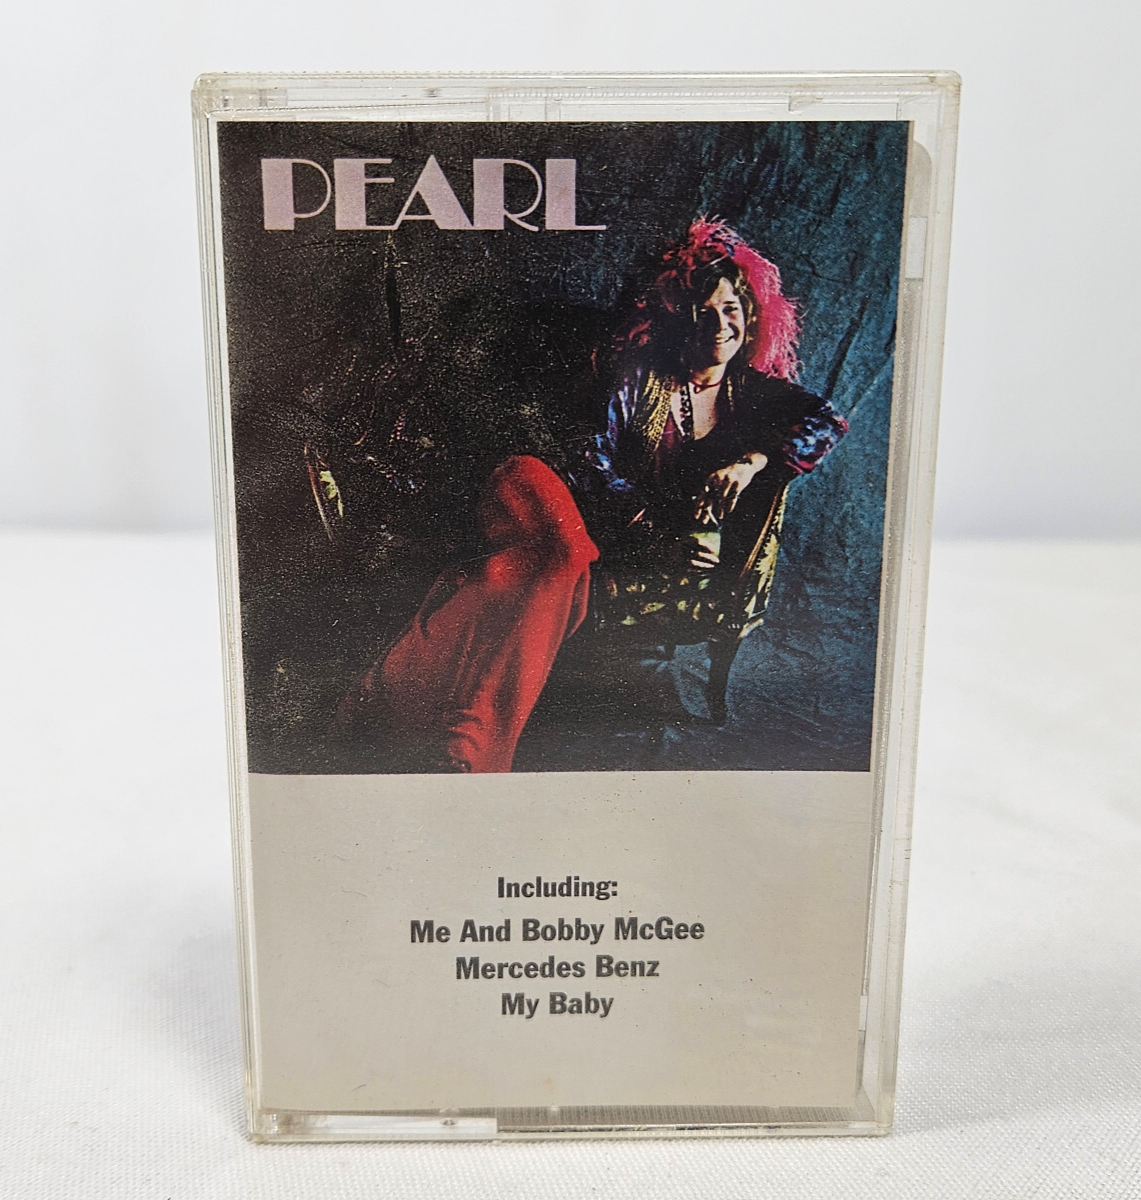 PEARL
Including:
Me And Bobby McGee
Mercedes Benz
My Baby